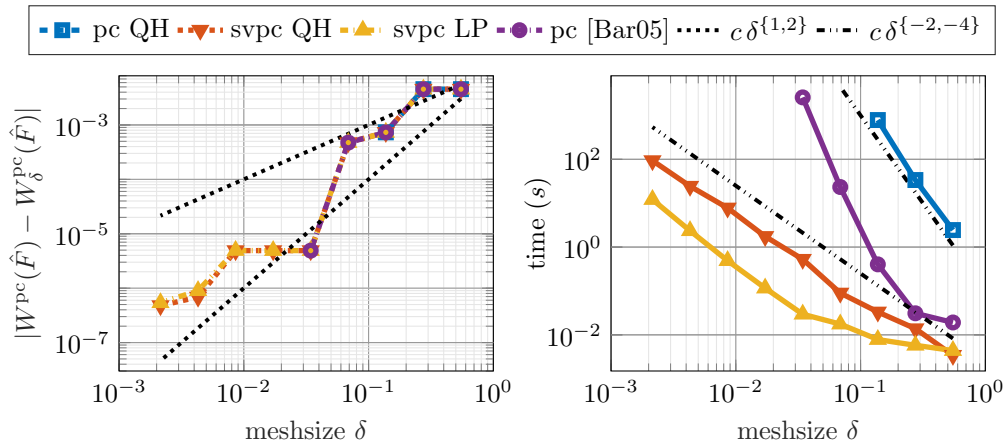 pc QH svpc QH svpc LP pc [Bar05] c δ^{1,2} c δ^{−2,−4}
|W^pc(F̂) − W_δ^pc(F̂)|
10^−3
10^−5
10^−7
10^−3 10^−2 10^−1 10^0
meshsize δ
time (s)
10^2
10^0
10^−2
10^−3 10^−2 10^−1 10^0
meshsize δ